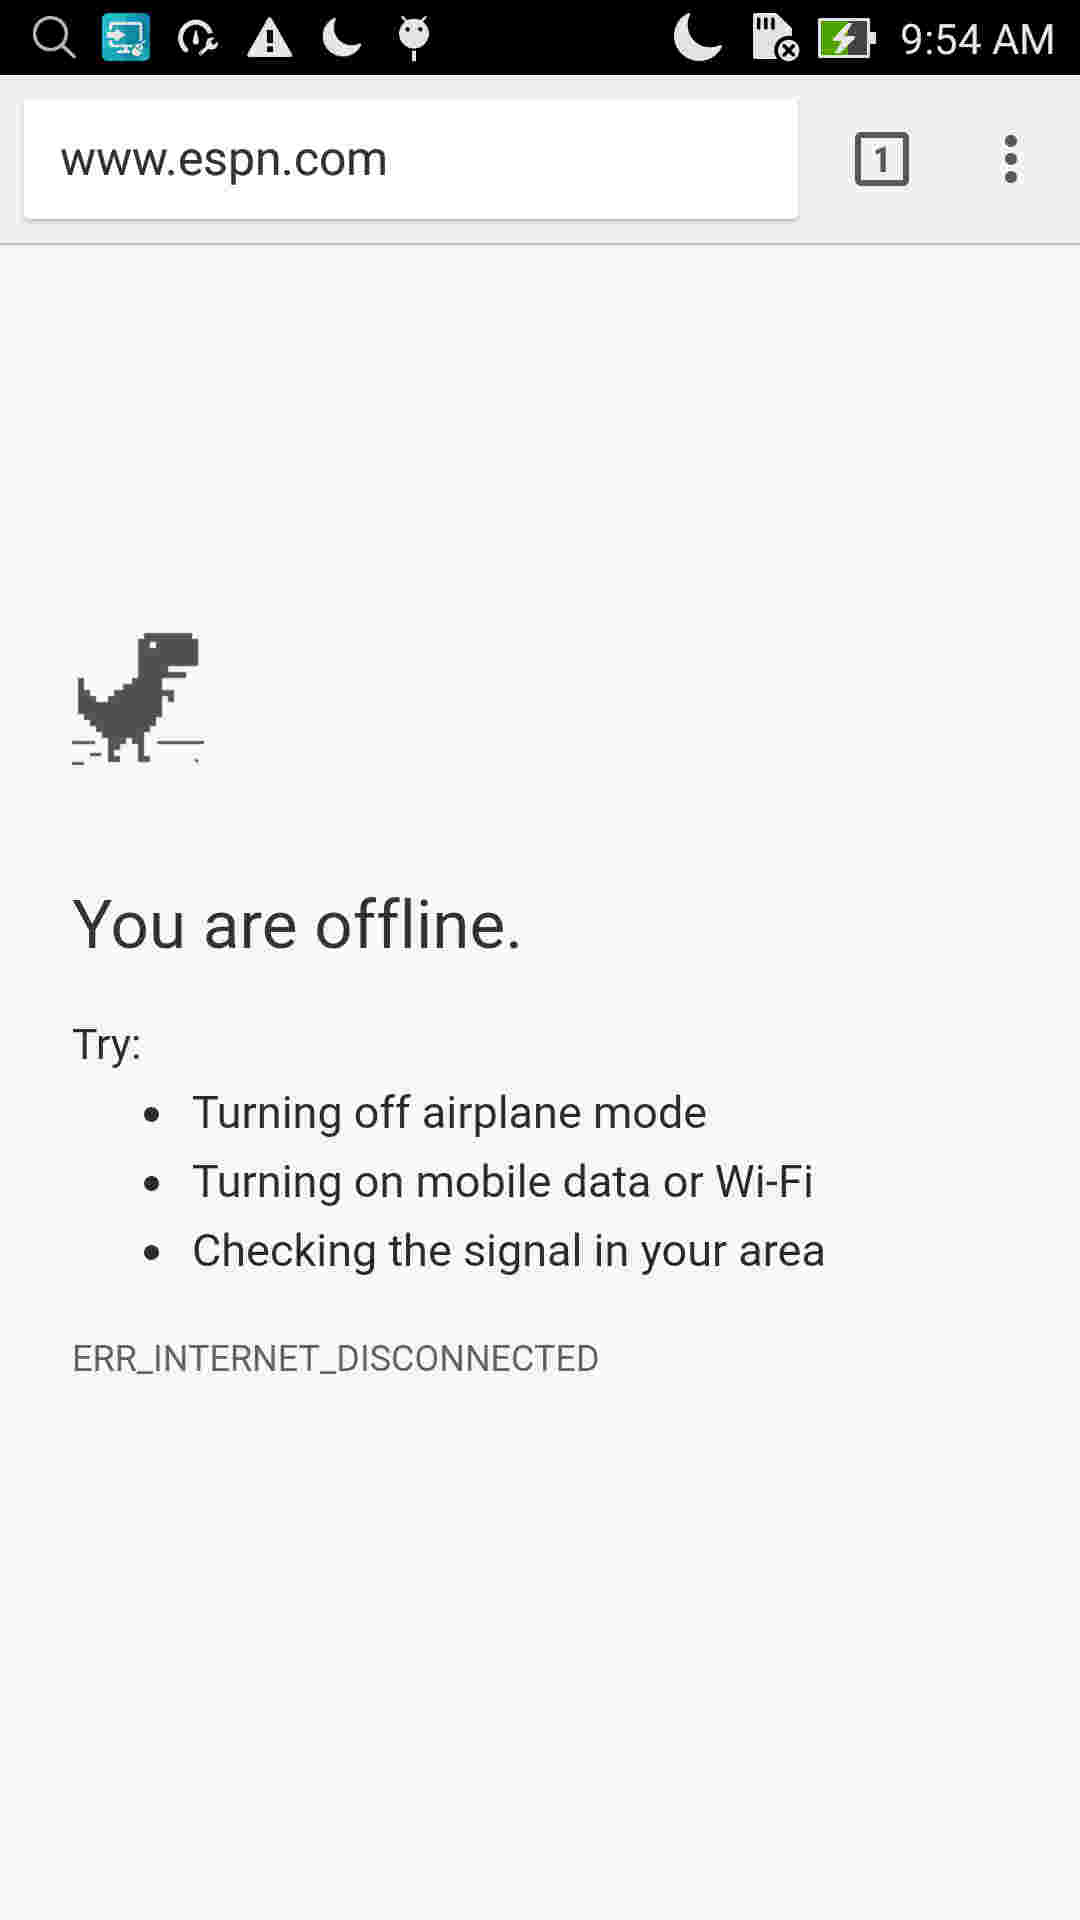 9:54 AM
www.espn.com
1
You are offline.
Try:
• Turning off airplane mode
• Turning on mobile data or Wi-Fi
• Checking the signal in your area
ERR_INTERNET_DISCONNECTED